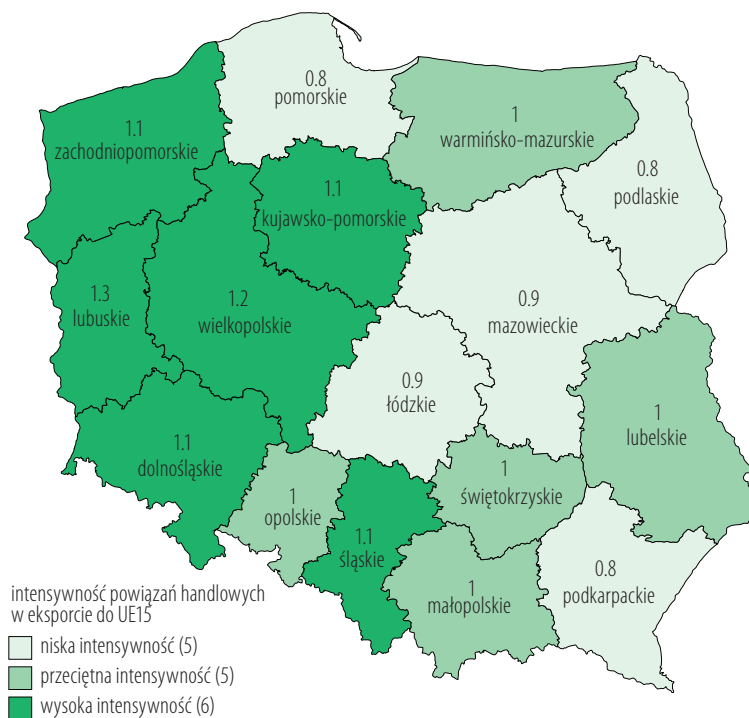 0.8
pomorskie
1
warmińsko-mazurskie
1.1
zachodniopomorskie
0.8
podlaskie
1.1
kujawsko-pomorskie
1.3
lubuskie
1.2
wielkopolskie
0.9
mazowieckie
0.9
łódzkie
1
lubelskie
1.1
dolnośląskie
1
opolskie
1
świętokrzyskie
1.1
śląskie
1
małopolskie
0.8
podkarpackie
intensywność powiązań handlowych
w eksporcie do UE15
niska intensywność (5)
przeciętna intensywność (5)
wysoka intensywność (6)